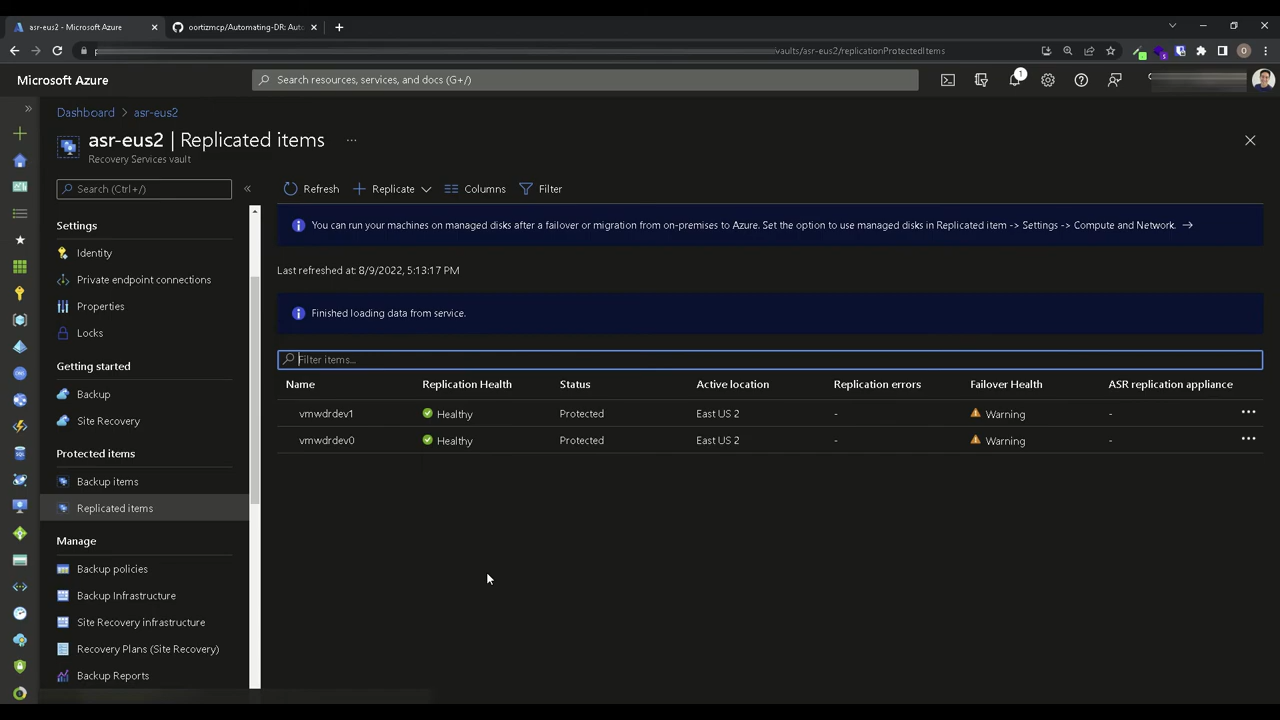 asr-eus2 - Microsoft Azure
oortizmcp/Automating-DR: Auto
/vaults/asr-eus2/replicationProtectedItems
O
Microsoft Azure
Search resources, services, and docs (G+/)
1
Dashboard > asr-eus2
asr-eus2 | Replicated items ...
Recovery Services vault
Search (Ctrl+/)
«
Refresh
Replicate
Columns
Filter
Settings
Identity
Private endpoint connections
Properties
Locks
Getting started
Backup
Site Recovery
Protected items
Backup items
Replicated items
Manage
Backup policies
Backup Infrastructure
Site Recovery infrastructure
Recovery Plans (Site Recovery)
Backup Reports
You can run your machines on managed disks after a failover or migration from on-premises to Azure. Set the option to use managed disks in Replicated item -> Settings -> Compute and Network. →
Last refreshed at: 8/9/2022, 5:13:17 PM
Finished loading data from service.
Filter items...
Name Replication Health Status Active location Replication errors Failover Health ASR replication appliance
vmwdrdev1 Healthy Protected East US 2 - Warning - ...
vmwdrdev0 Healthy Protected East US 2 - Warning - ...